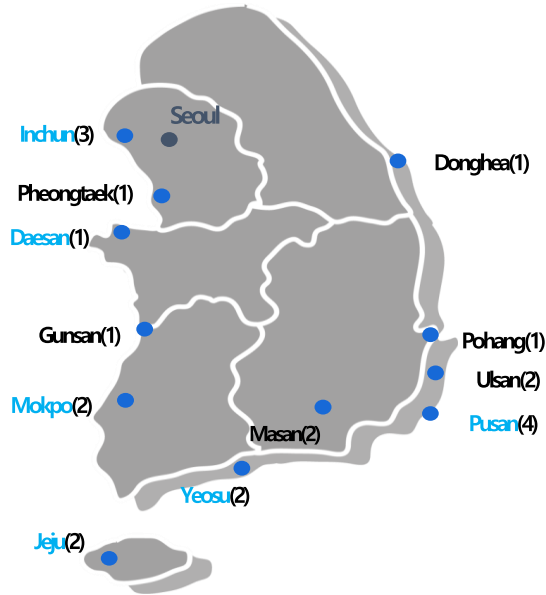 Seoul
Inchun(3)
Donghea(1)
Pheongtaek(1)
Daesan(1)
Gunsan(1)
Pohang(1)
Ulsan(2)
Mokpo(2)
Pusan(4)
Masan(2)
Yeosu(2)
Jeju(2)